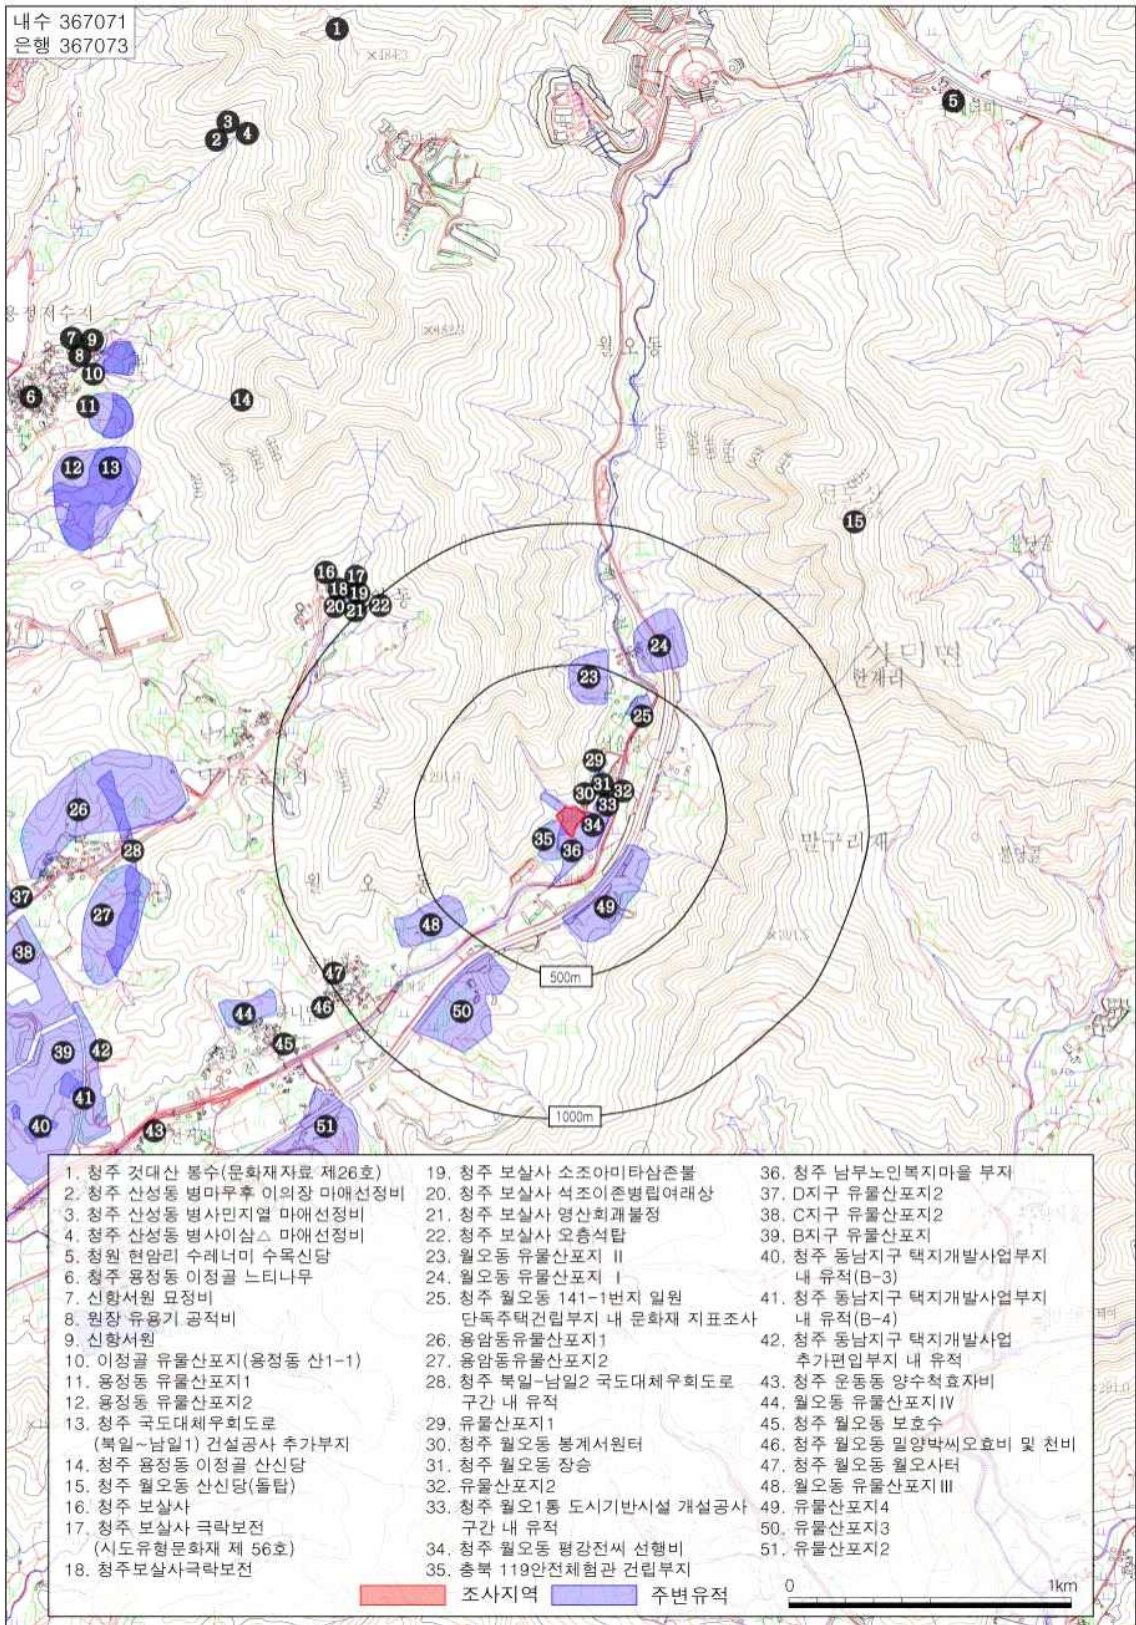 내수 367071
은행 367073
×484.3
용정저수지
×482.3
월 오 동
한계리
월 오 동
말구리재
500m
1000m
1. 청주 것대산 봉수(문화재자료 제26호)
2. 청주 산성동 병마우후 이의장 마애선정비
3. 청주 산성동 병사민지열 마애선정비
4. 청주 산성동 병사이삼△ 마애선정비
5. 청원 현암리 수레너미 수목신당
6. 청주 용정동 이정골 느티나무
7. 신항서원 묘정비
8. 원장 유용기 공적비
9. 신항서원
10. 이정골 유물산포지(용정동 산1-1)
11. 용정동 유물산포지1
12. 용정동 유물산포지2
13. 청주 국도대체우회도로
(북일~남일1) 건설공사 추가부지
14. 청주 용정동 이정골 산신당
15. 청주 월오동 산신당(돌탑)
16. 청주 보살사
17. 청주 보살사 극락보전
(시도유형문화재 제 56호)
18. 청주보살사극락보전
19. 청주 보살사 소조아미타삼존불
20. 청주 보살사 석조이존병립여래상
21. 청주 보살사 영산회괘불정
22. 청주 보살사 오층석탑
23. 월오동 유물산포지 Ⅱ
24. 월오동 유물산포지 Ⅰ
25. 청주 월오동 141-1번지 일원
단독주택건립부지 내 문화재 지표조사
26. 용암동유물산포지1
27. 용암동유물산포지2
28. 청주 북일-남일2 국도대체우회도로
구간 내 유적
29. 유물산포지1
30. 청주 월오동 봉계서원터
31. 청주 월오동 장승
32. 유물산포지2
33. 청주 월오1통 도시기반시설 개설공사
구간 내 유적
34. 청주 월오동 평강전씨 선행비
35. 충북 119안전체험관 건립부지
36. 청주 남부노인복지마을 부지
37. D지구 유물산포지2
38. C지구 유물산포지2
39. B지구 유물산포지
40. 청주 동남지구 택지개발사업부지
내 유적(B-3)
41. 청주 동남지구 택지개발사업부지
내 유적(B-4)
42. 청주 동남지구 택지개발사업
추가편입부지 내 유적
43. 청주 운동동 양수척효자비
44. 월오동 유물산포지Ⅳ
45. 청주 월오동 보호수
46. 청주 월오동 밀양박씨오효비 및 천비
47. 청주 월오동 월오사터
48. 월오동 유물산포지Ⅲ
49. 유물산포지4
50. 유물산포지3
51. 유물산포지2
조사지역
주변유적
0 1km